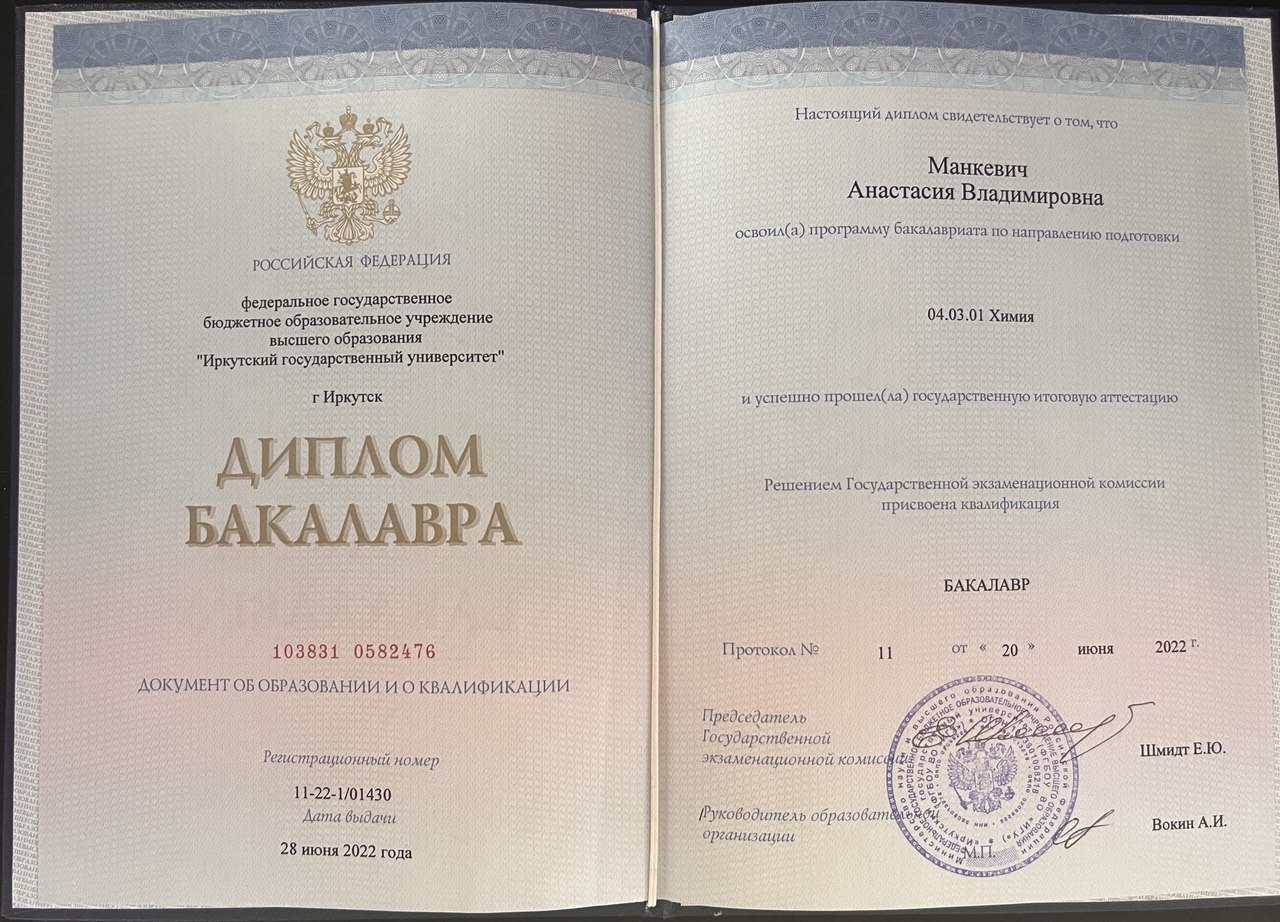 РОССИЙСКАЯ ФЕДЕРАЦИЯ
федеральное государственное
бюджетное образовательное учреждение
высшего образования
"Иркутский государственный университет"
г Иркутск
ДИПЛОМ
БАКАЛАВРА
103831 0582476
ДОКУМЕНТ ОБ ОБРАЗОВАНИИ И О КВАЛИФИКАЦИИ
Регистрационный номер
11-22-1/01430
Дата выдачи
28 июня 2022 года
Настоящий диплом свидетельствует о том, что
Манкевич
Анастасия Владимировна
освоил(а) программу бакалавриата по направлению подготовки
04.03.01 Химия
и успешно прошел(ла) государственную итоговую аттестацию
Решением Государственной экзаменационной комиссии
присвоена квалификация
БАКАЛАВР
Протокол № 11 от « 20 » июня 2022 г.
Председатель
Государственной
экзаменационной комиссии
Шмидт Е.Ю.
Руководитель образовательной
организации
Вокин А.И.
М.П.